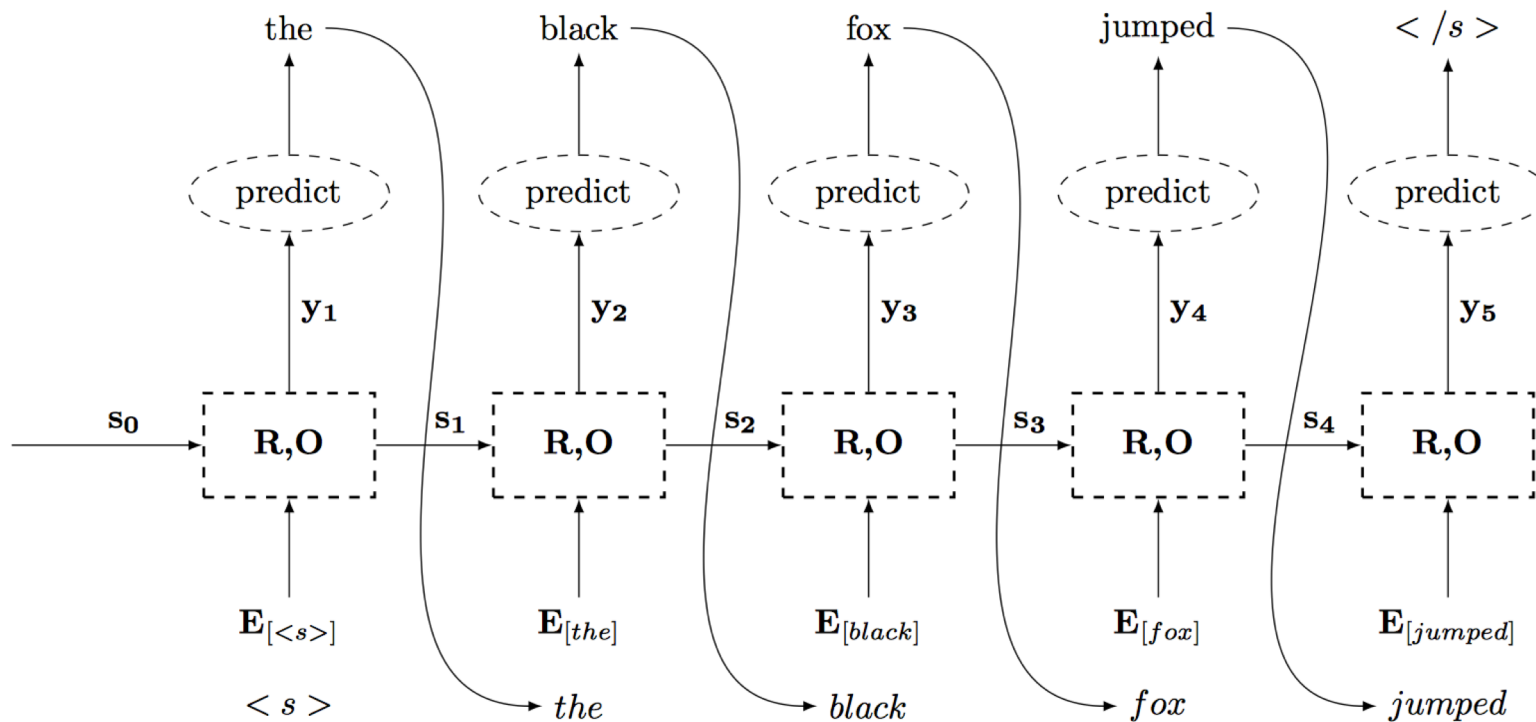 the black fox jumped < /s >
predict predict predict predict predict
y1 y2 y3 y4 y5
s0 s1 s2 s3 s4
R,O R,O R,O R,O R,O
E[<s>] E[the] E[black] E[fox] E[jumped]
< s > the black fox jumped